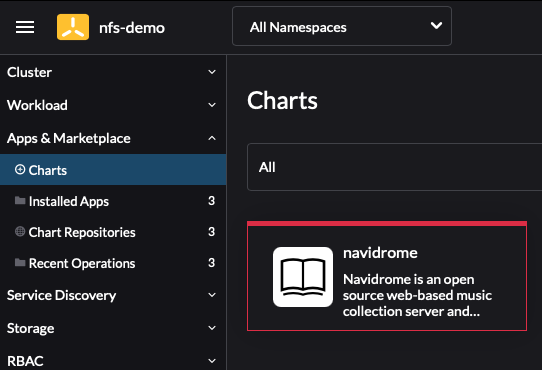 nfs-demo
All Namespaces
Cluster
Workload
Apps & Marketplace
Charts
Installed Apps 3
Chart Repositories 3
Recent Operations 3
Service Discovery
Storage
RBAC
Charts
All
navidrome
Navidrome is an open
source web-based music
collection server and...